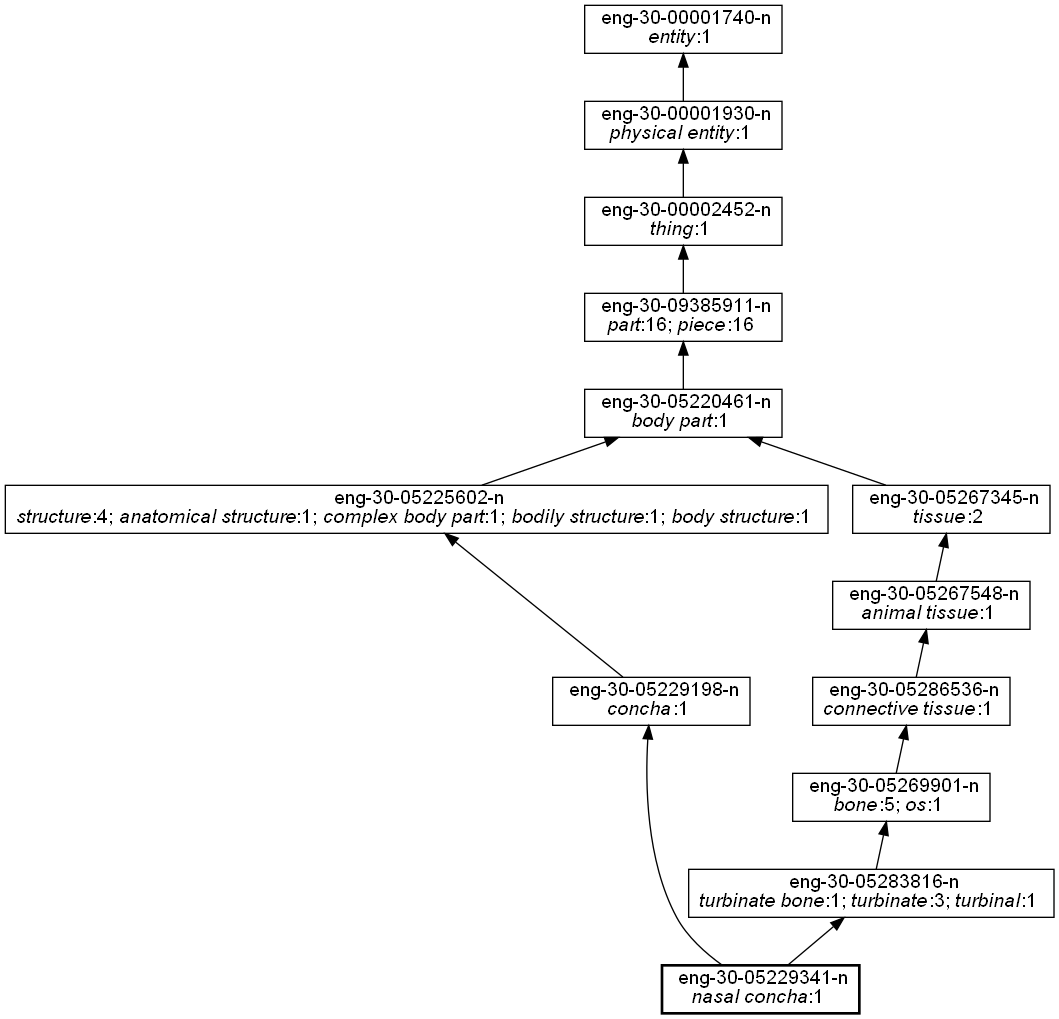 eng-30-00001740-n
entity:1
eng-30-00001930-n
physical entity:1
eng-30-00002452-n
thing:1
eng-30-09385911-n
part:16; piece:16
eng-30-05220461-n
body part:1
eng-30-05225602-n
structure:4; anatomical structure:1; complex body part:1; bodily structure:1; body structure:1
eng-30-05267345-n
tissue:2
eng-30-05267548-n
animal tissue:1
eng-30-05229198-n
concha:1
eng-30-05286536-n
connective tissue:1
eng-30-05269901-n
bone:5; os:1
eng-30-05283816-n
turbinate bone:1; turbinate:3; turbinal:1
eng-30-05229341-n
nasal concha:1